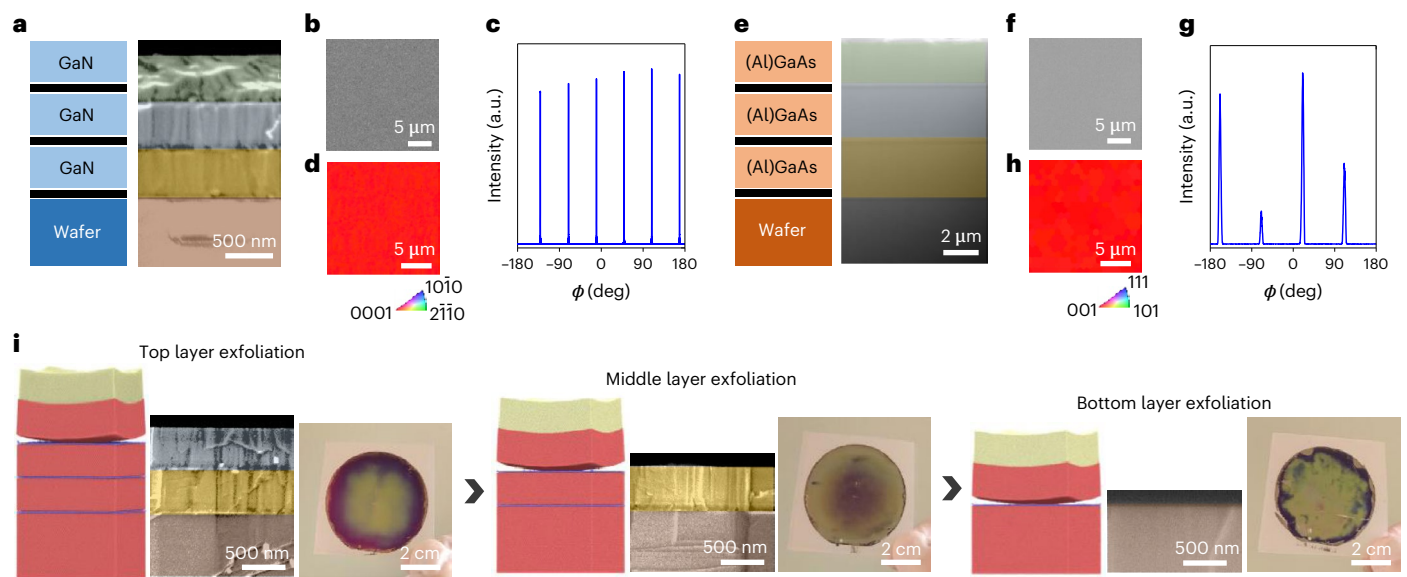 a
GaN
GaN
GaN
Wafer
500 nm
b
5 µm
d
5 µm
101̅0
0001
21̅1̅0
c
Intensity (a.u.)
–180
–90
0
90
180
ϕ (deg)
e
(Al)GaAs
(Al)GaAs
(Al)GaAs
Wafer
2 µm
f
5 µm
h
5 µm
111
001
101
g
Intensity (a.u.)
–180
–90
0
90
180
ϕ (deg)
i
Top layer exfoliation
500 nm
2 cm
Middle layer exfoliation
500 nm
2 cm
Bottom layer exfoliation
500 nm
2 cm